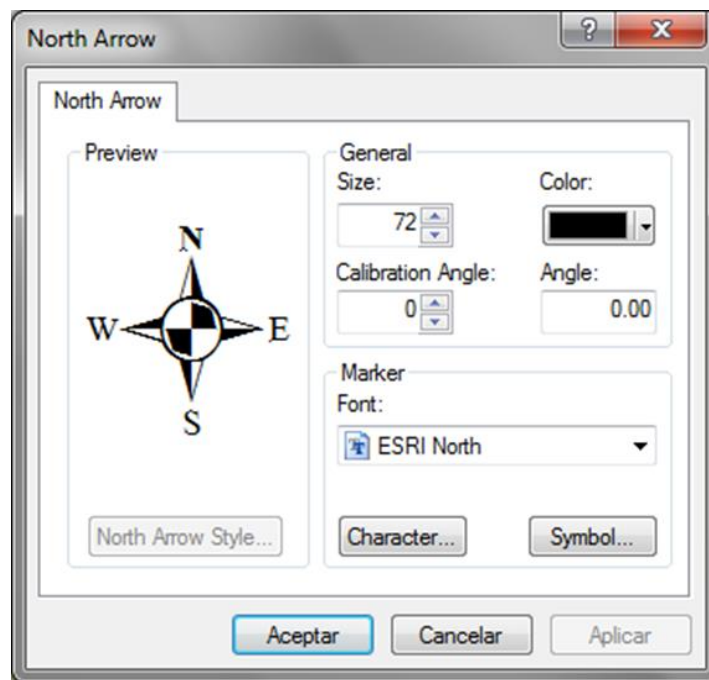 North Arrow
?
X
North Arrow
Preview
N
W
E
S
North Arrow Style...
General
Size:
Color:
72
Calibration Angle:
Angle:
0
0.00
Marker
Font:
ESRI North
Character...
Symbol...
Aceptar
Cancelar
Aplicar